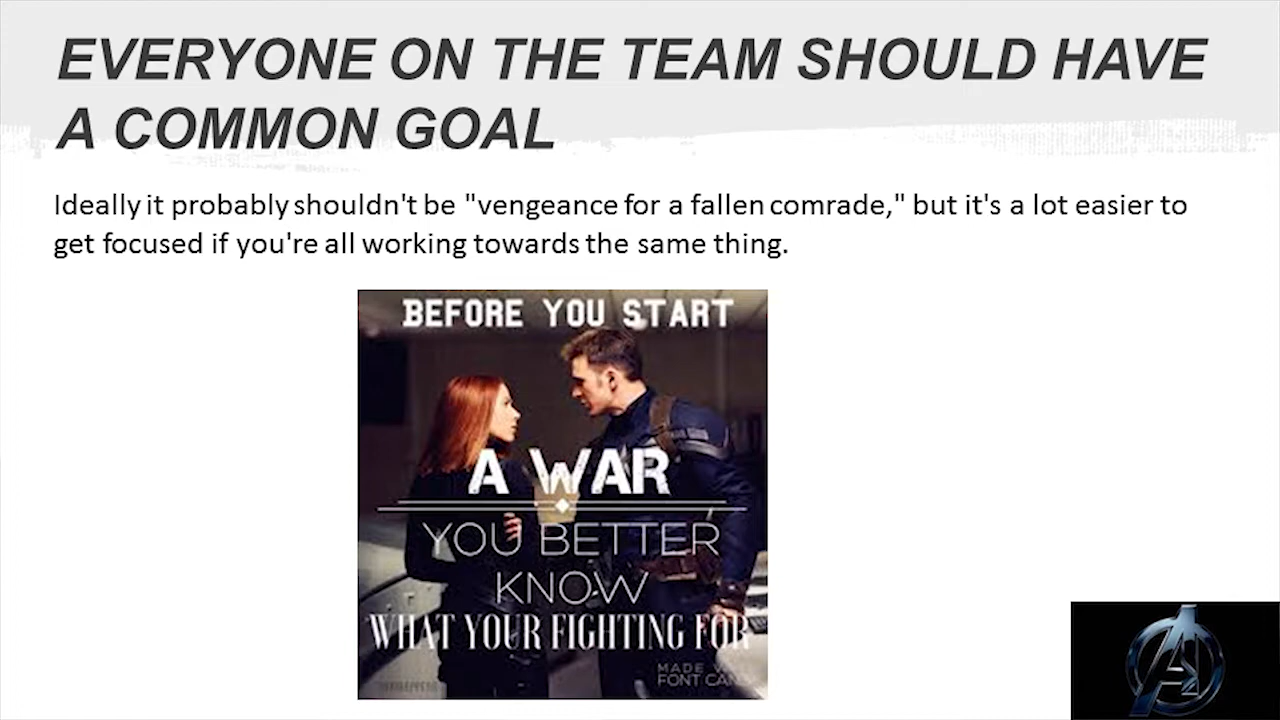 EVERYONE ON THE TEAM SHOULD HAVE
A COMMON GOAL
Ideally it probably shouldn't be "vengeance for a fallen comrade," but it's a lot easier to
get focused if you're all working towards the same thing.
BEFORE YOU START
A WAR
YOU BETTER
KNOW
WHAT YOUR FIGHTING FOR
MADE
FONT